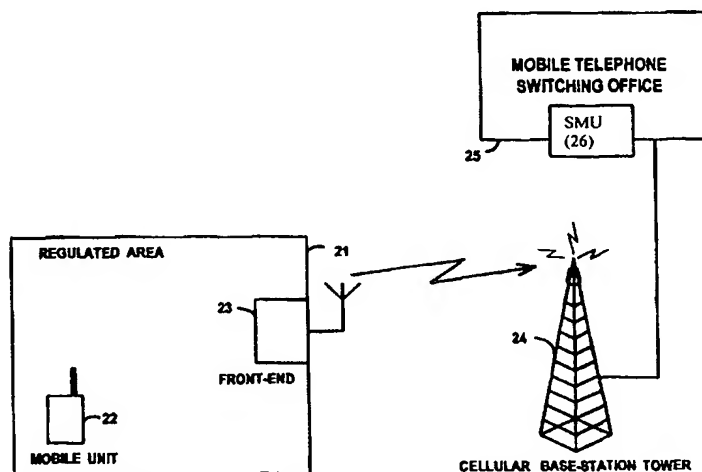 MOBILE TELEPHONE
SWITCHING OFFICE
SMU
(26)
25
REGULATED AREA
21
23
FRONT-END
22
MOBILE UNIT
24
CELLULAR BASE-STATION TOWER